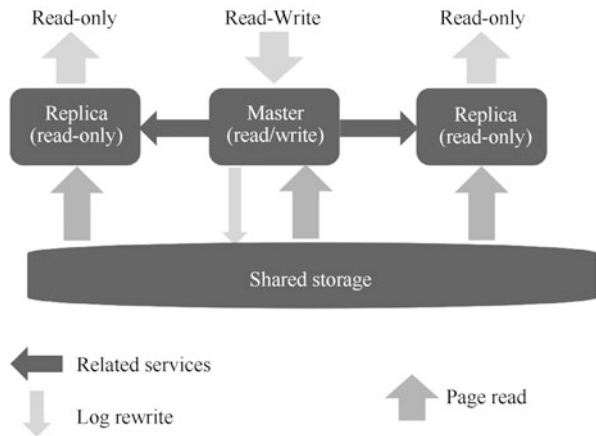 Read-only
Read-Write
Read-only
Replica
(read-only)
Master
(read/write)
Replica
(read-only)
Shared storage
Related services
Log rewrite
Page read